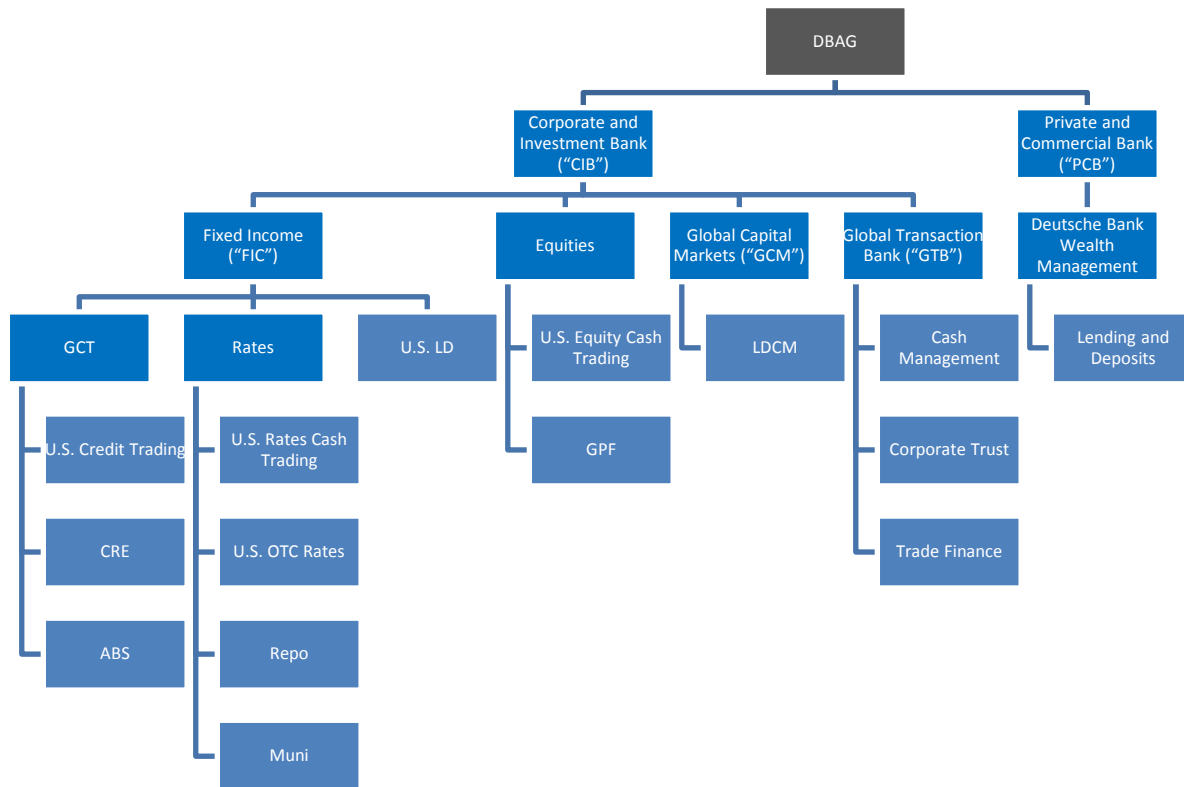 DBAG
Corporate and
Investment Bank
(“CIB”)
Private and
Commercial Bank
(“PCB”)
Fixed Income
(“FIC”)
Equities
Global Capital
Markets (“GCM”)
Global Transaction
Bank (“GTB”)
Deutsche Bank
Wealth
Management
GCT
Rates
U.S. LD
U.S. Equity Cash
Trading
LDCM
Cash
Management
Lending and
Deposits
U.S. Credit Trading
U.S. Rates Cash
Trading
GPF
Corporate Trust
CRE
U.S. OTC Rates
Trade Finance
ABS
Repo
Muni